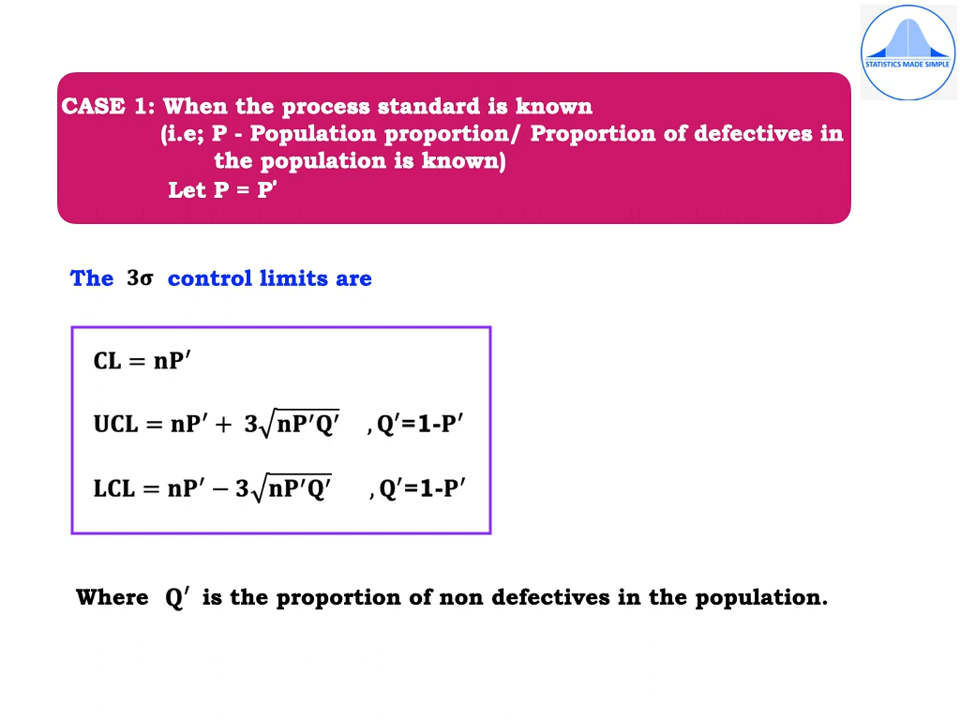 STATISTICS MADE SIMPLE
CASE 1: When the process standard is known
(i.e; P - Population proportion/ Proportion of defectives in
the population is known)
Let P = P'
The 3σ control limits are
CL = nP′
UCL = nP′ + 3√nP′Q′ , Q′=1-P′
LCL = nP′ − 3√nP′Q′ , Q′=1-P′
Where Q′ is the proportion of non defectives in the population.